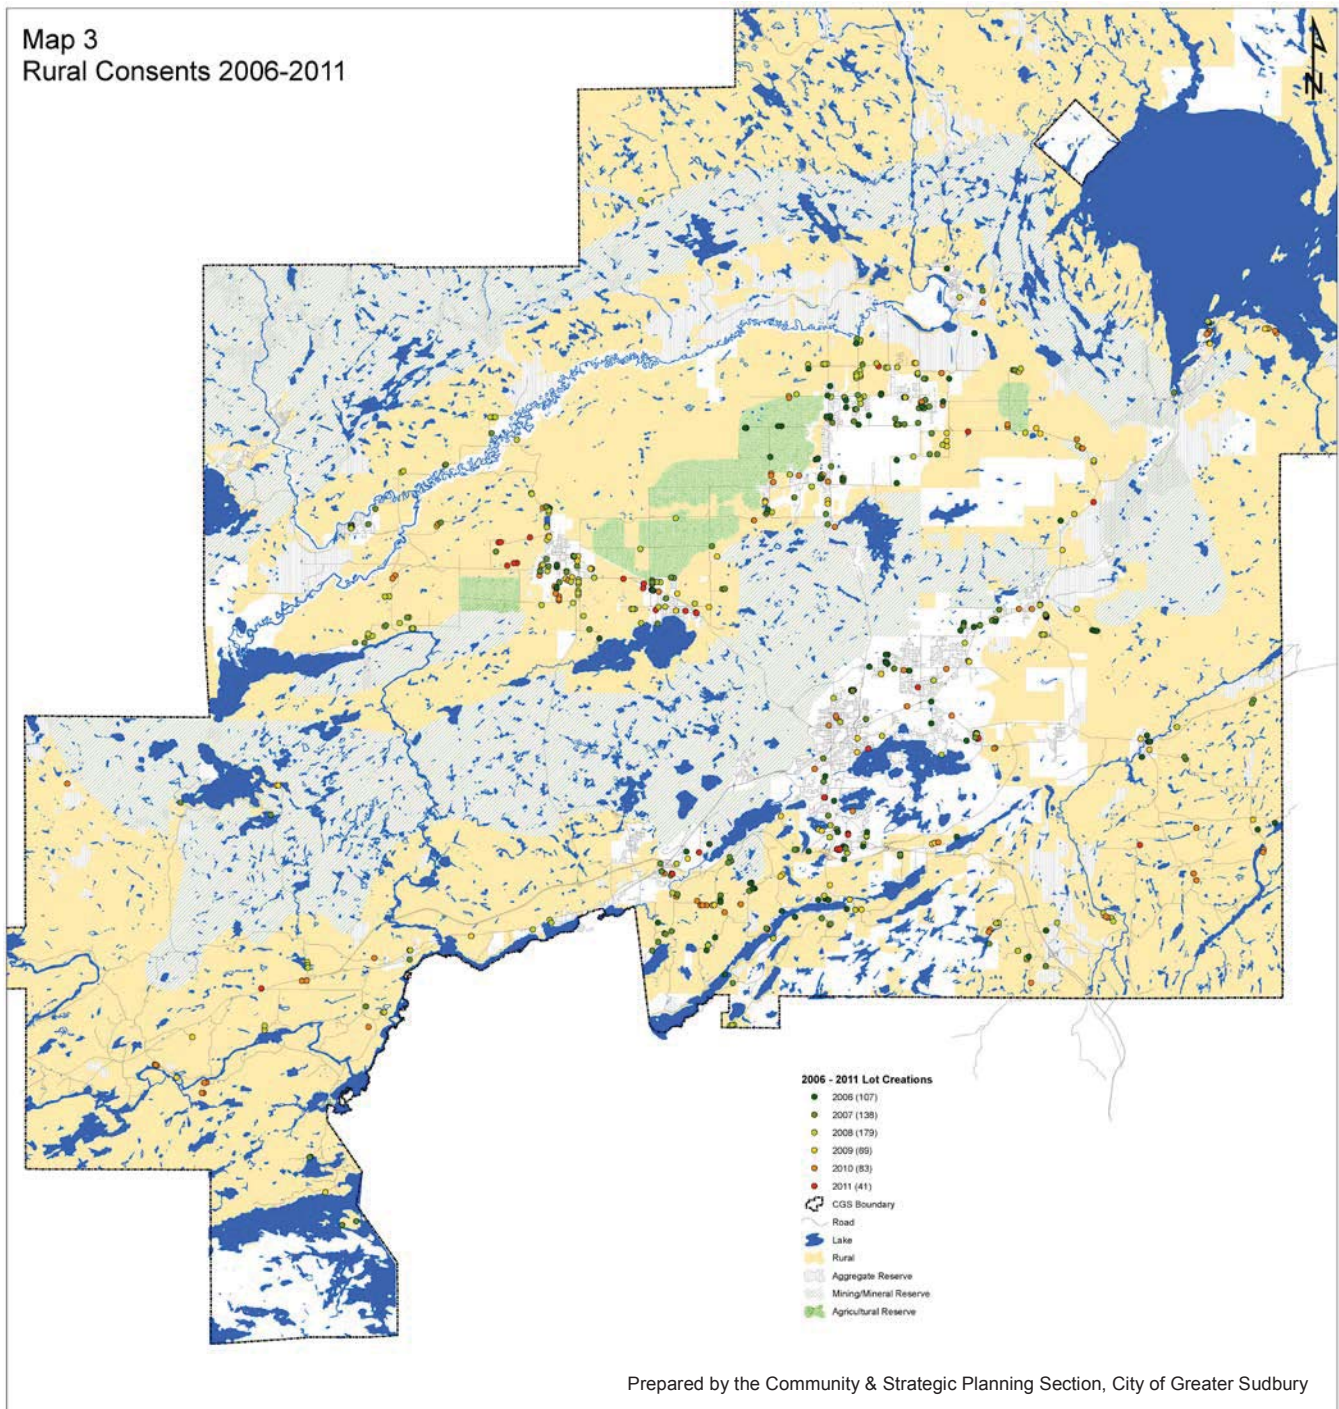 Map 3
Rural Consents 2006-2011
N
2006 - 2011 Lot Creations
2006 (107)
2007 (138)
2008 (179)
2009 (89)
2010 (83)
2011 (41)
CGS Boundary
Road
Lake
Rural
Aggregate Reserve
Mining/Mineral Reserve
Agricultural Reserve
Prepared by the Community & Strategic Planning Section, City of Greater Sudbury